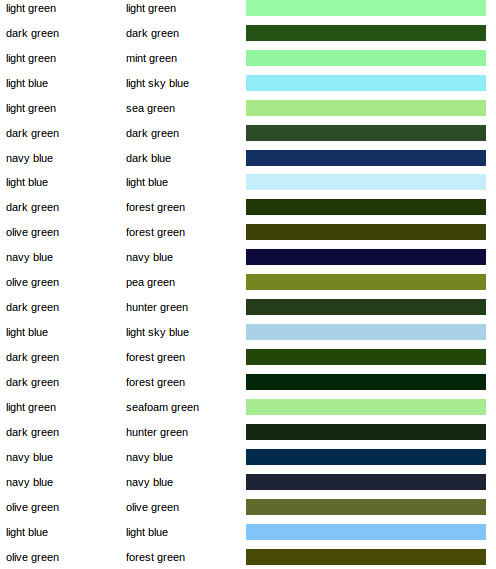 light green light green
dark green dark green
light green mint green
light blue light sky blue
light green sea green
dark green dark green
navy blue dark blue
light blue light blue
dark green forest green
olive green forest green
navy blue navy blue
olive green pea green
dark green hunter green
light blue light sky blue
dark green forest green
dark green forest green
light green seafoam green
dark green hunter green
navy blue navy blue
navy blue navy blue
olive green olive green
light blue light blue
olive green forest green